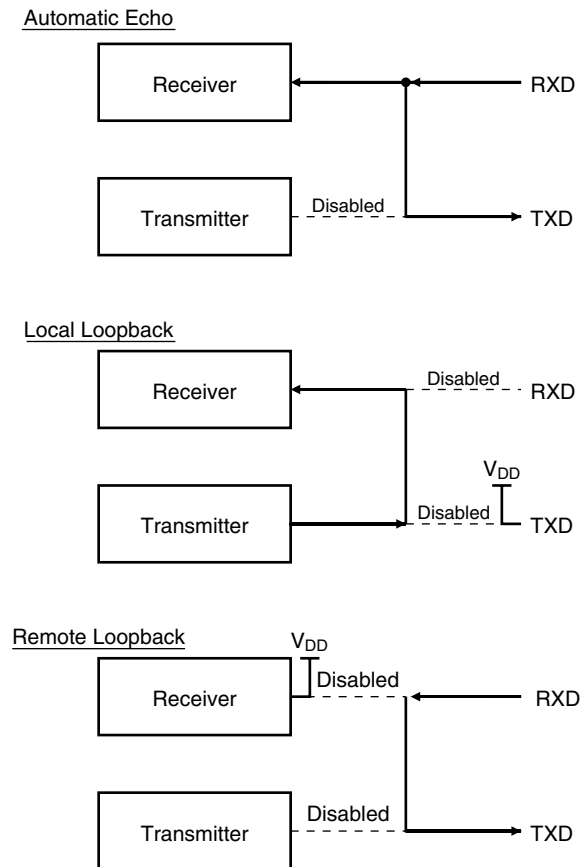 Automatic Echo
Receiver
RXD
Transmitter
Disabled
TXD
Local Loopback
Receiver
Disabled
RXD
VDD
Transmitter
Disabled
TXD
Remote Loopback
VDD
Receiver
Disabled
RXD
Transmitter
Disabled
TXD